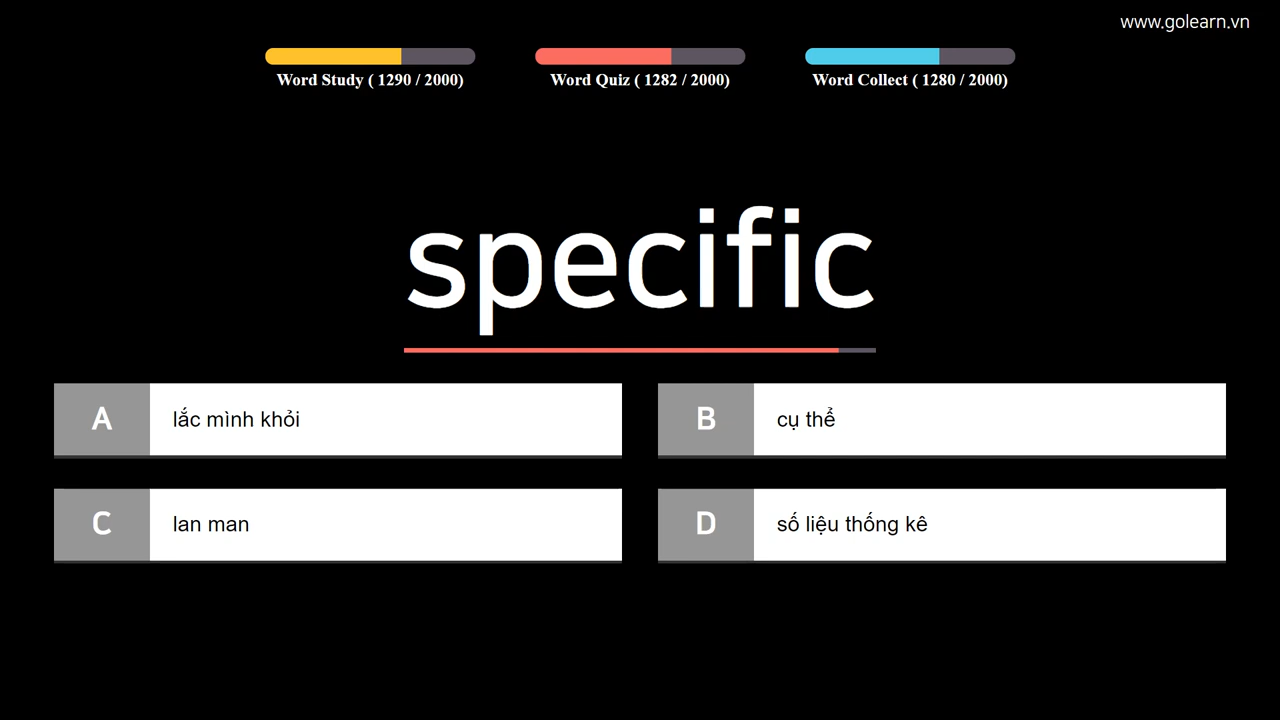 www.golearn.vn
Word Study ( 1290 / 2000)
Word Quiz ( 1282 / 2000)
Word Collect ( 1280 / 2000)
specific
A lắc mình khỏi
B cụ thể
C lan man
D số liệu thống kê